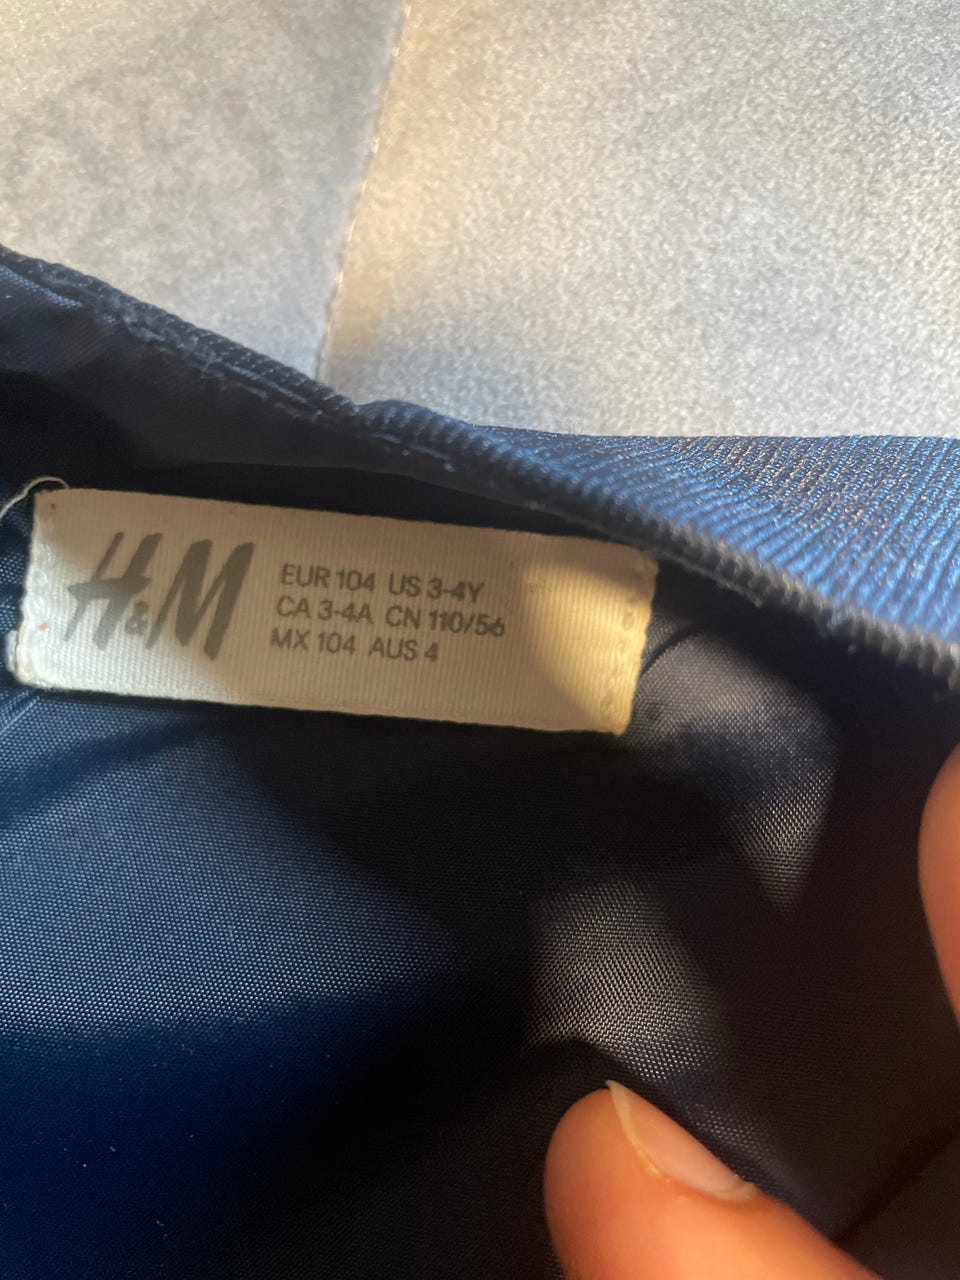 H&M
EUR 104 US 3-4Y
CA 3-4A CN 110/56
MX 104 AUS 4